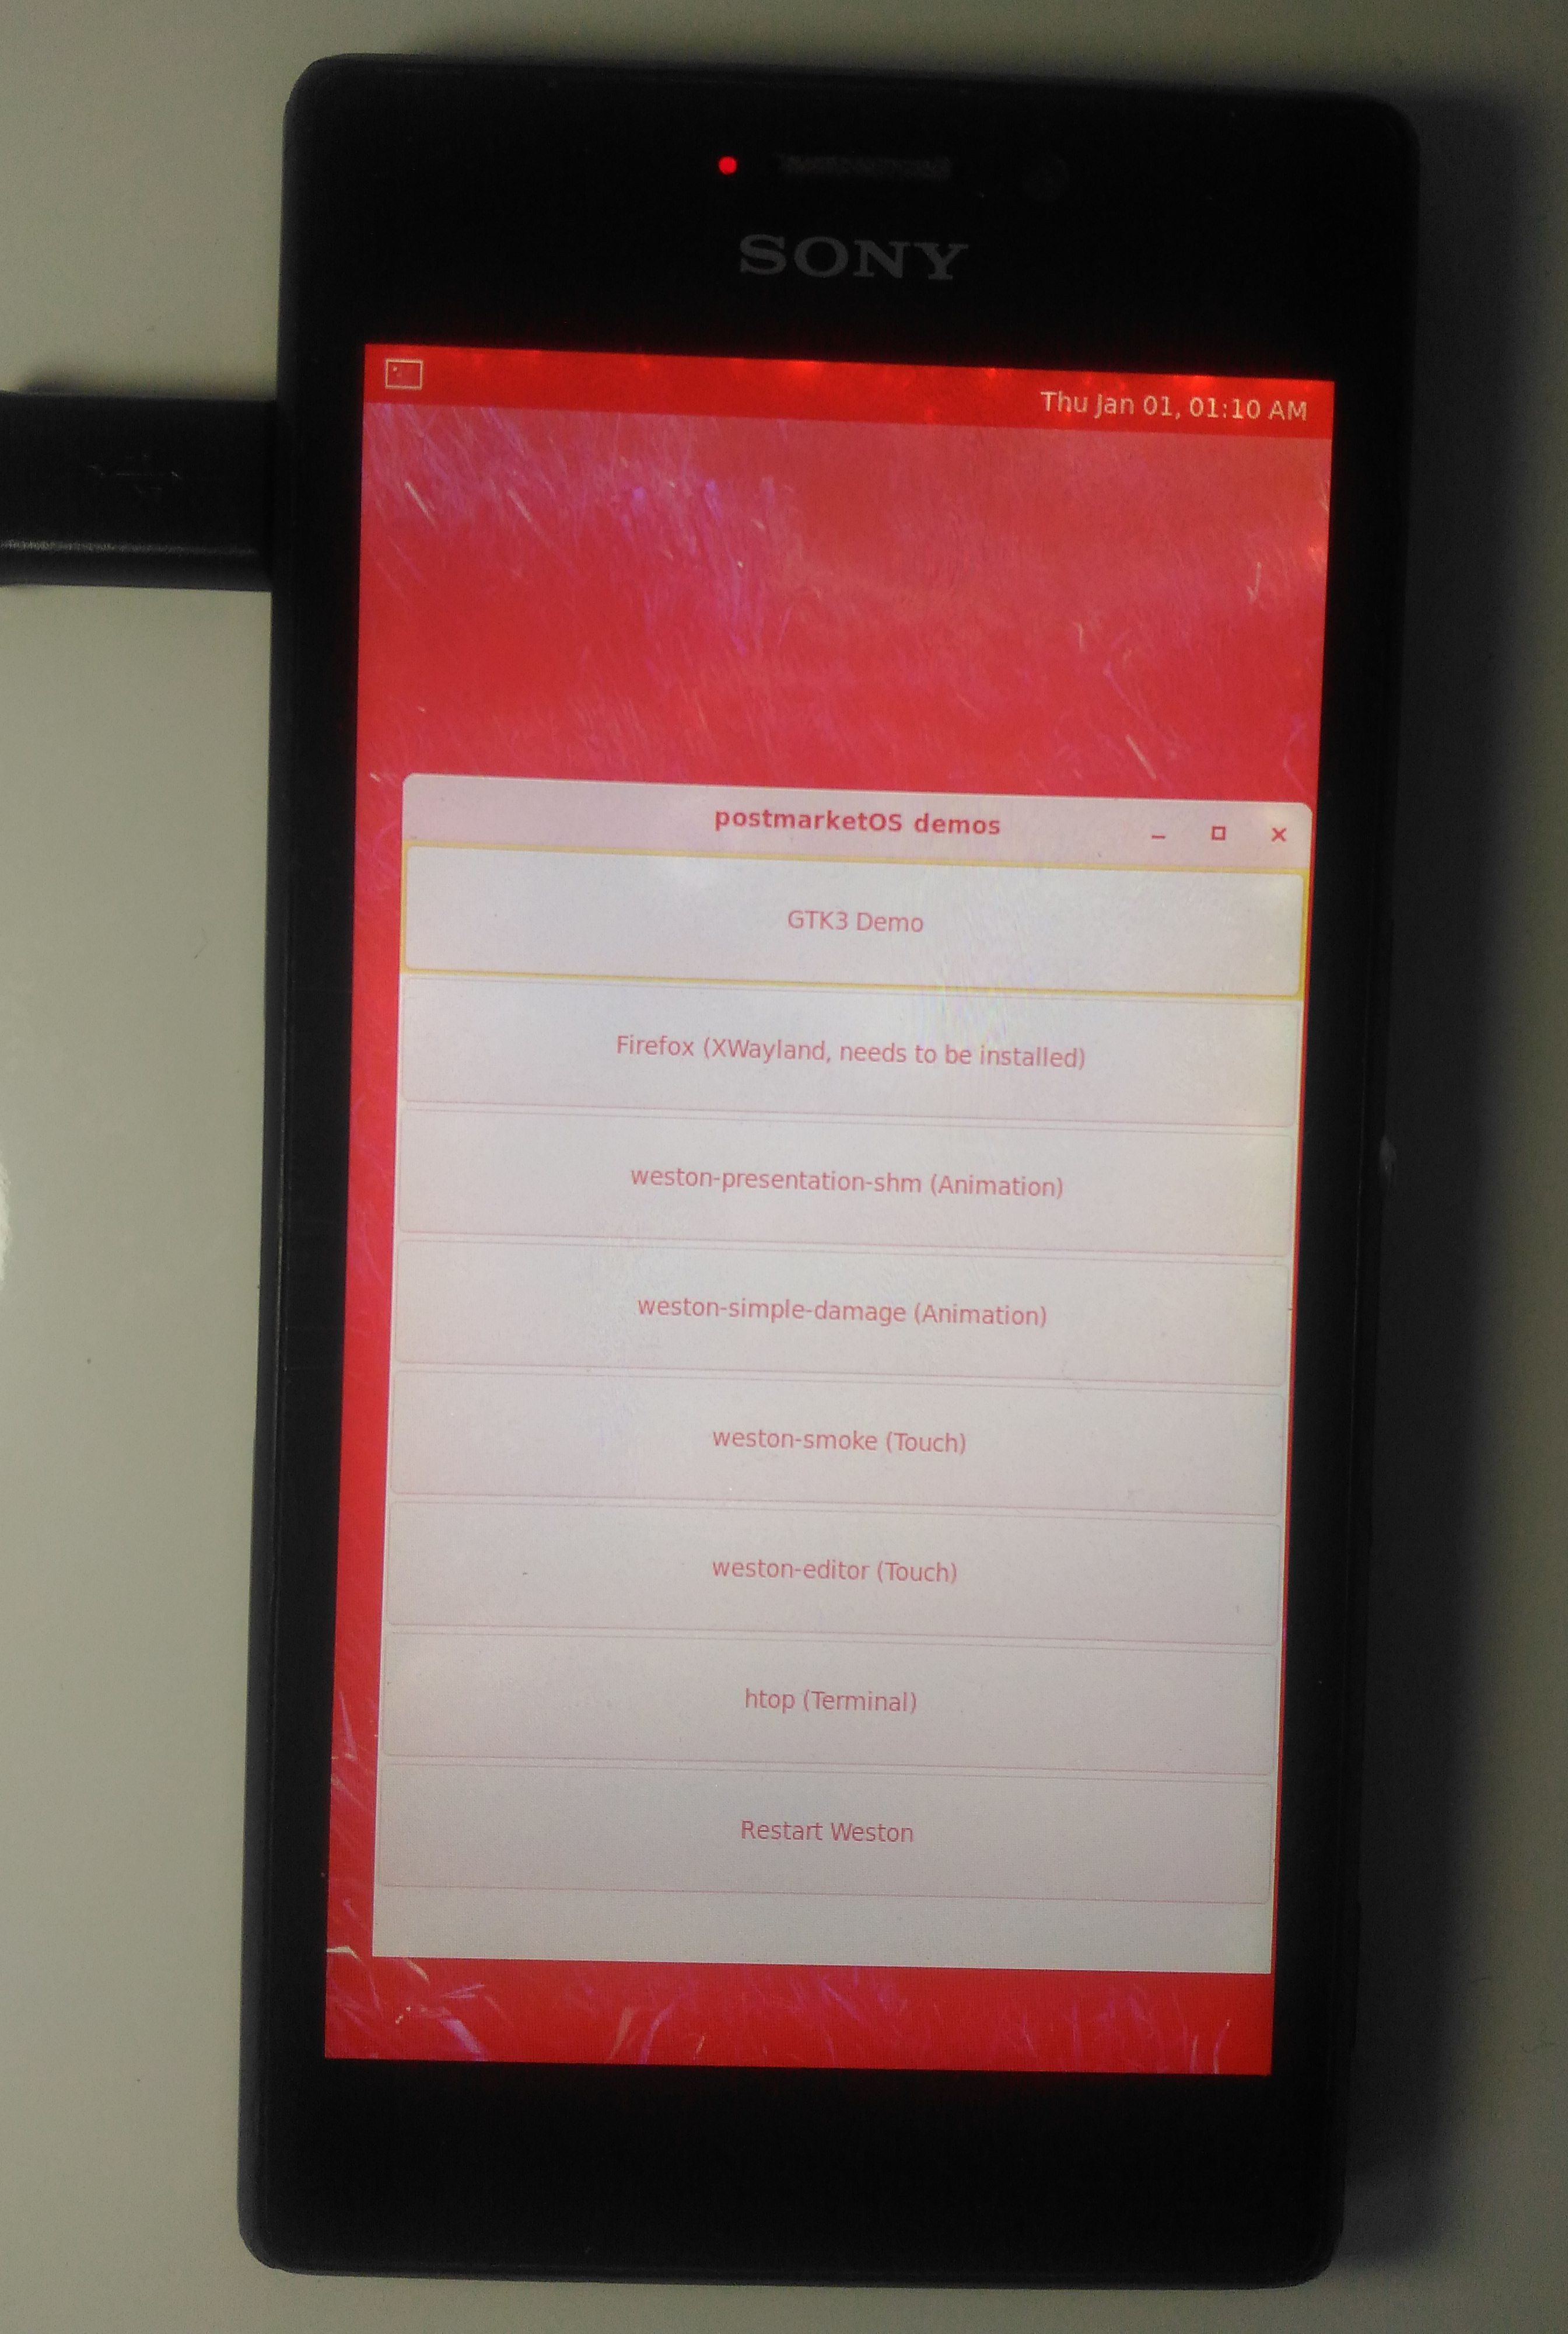 SONY
Thu Jan 01, 01:10 AM
postmarketOS demos
GTK3 Demo
Firefox (XWayland, needs to be installed)
weston-presentation-shm (Animation)
weston-simple-damage (Animation)
weston-smoke (Touch)
weston-editor (Touch)
htop (Terminal)
Restart Weston